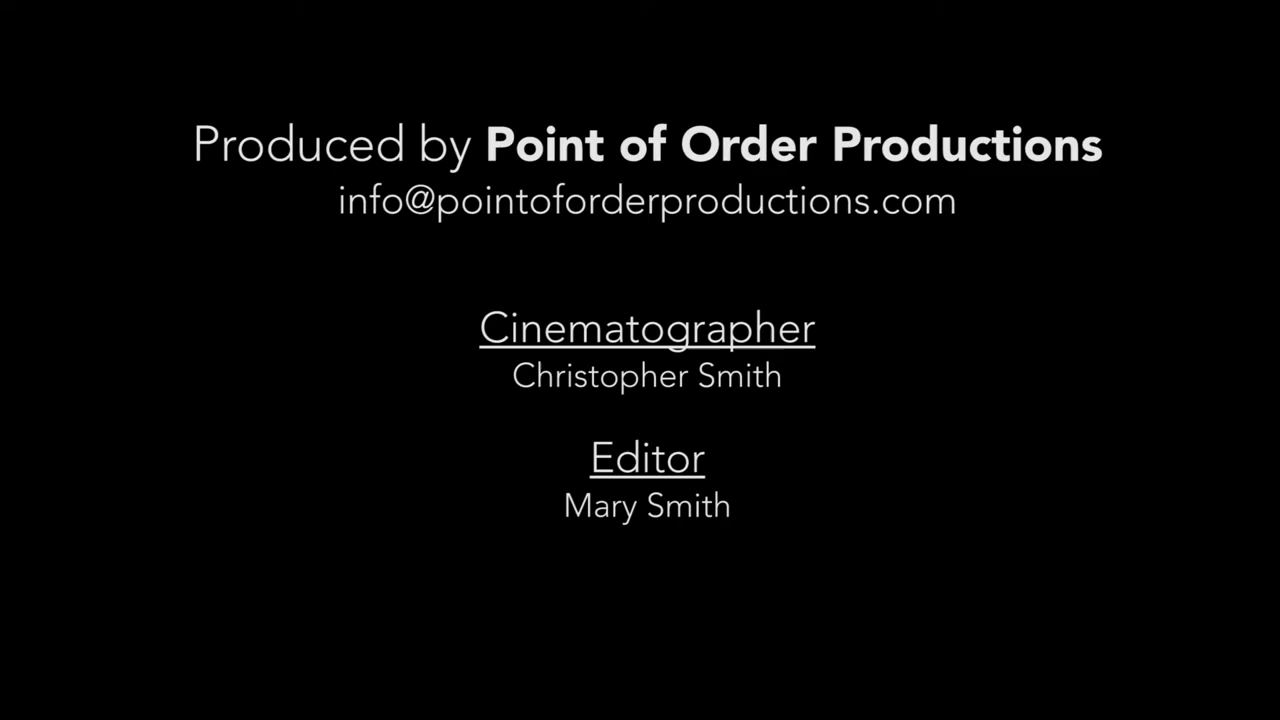 Produced by Point of Order Productions
info@pointoforderproductions.com
Cinematographer
Christopher Smith
Editor
Mary Smith